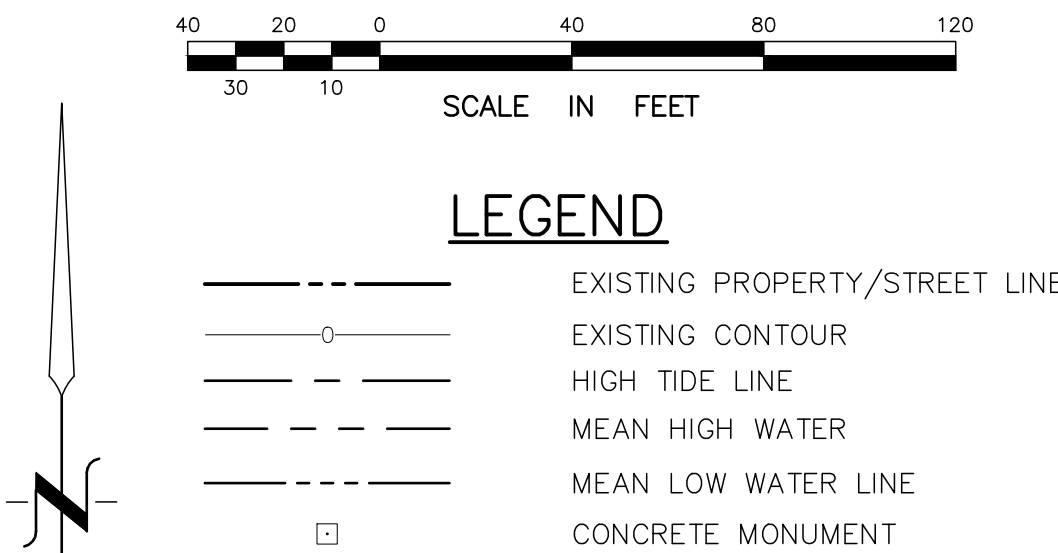 40 20 0 40 80 120
30 10
SCALE IN FEET
LEGEND
EXISTING PROPERTY/STREET LINE
0 EXISTING CONTOUR
HIGH TIDE LINE
MEAN HIGH WATER
MEAN LOW WATER LINE
N
CONCRETE MONUMENT